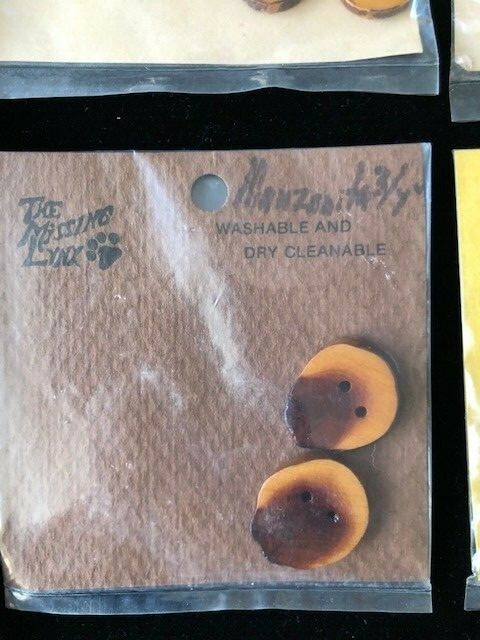 Manzanita 3/4"
THE
MISSING
LYNX
WASHABLE AND
DRY CLEANABLE